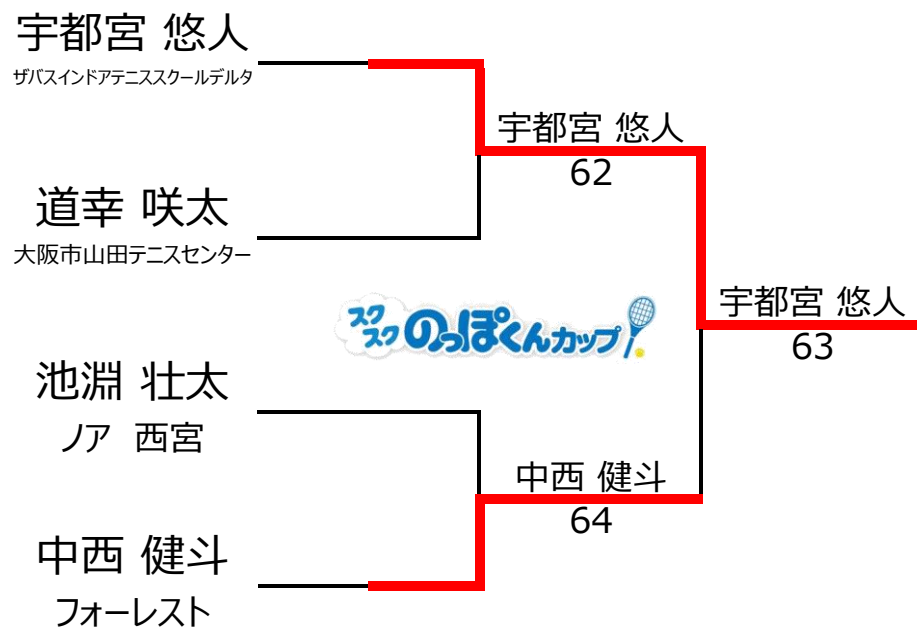 宇都宮 悠人
ザバスインドアテニススクールデルタ
宇都宮 悠人
62
道幸 咲太
大阪市山田テニスセンター
スク
スク のっぽくんカップ
宇都宮 悠人
63
池淵 壮太
ノア 西宮
中西 健斗
64
中西 健斗
フォーレスト